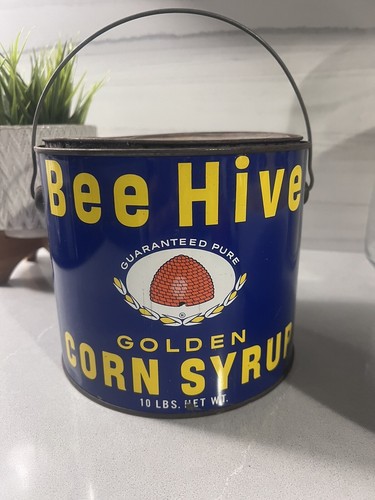 Bee Hive
GUARANTEED PURE
®
GOLDEN
CORN SYRUP
10 LBS. NET WT.